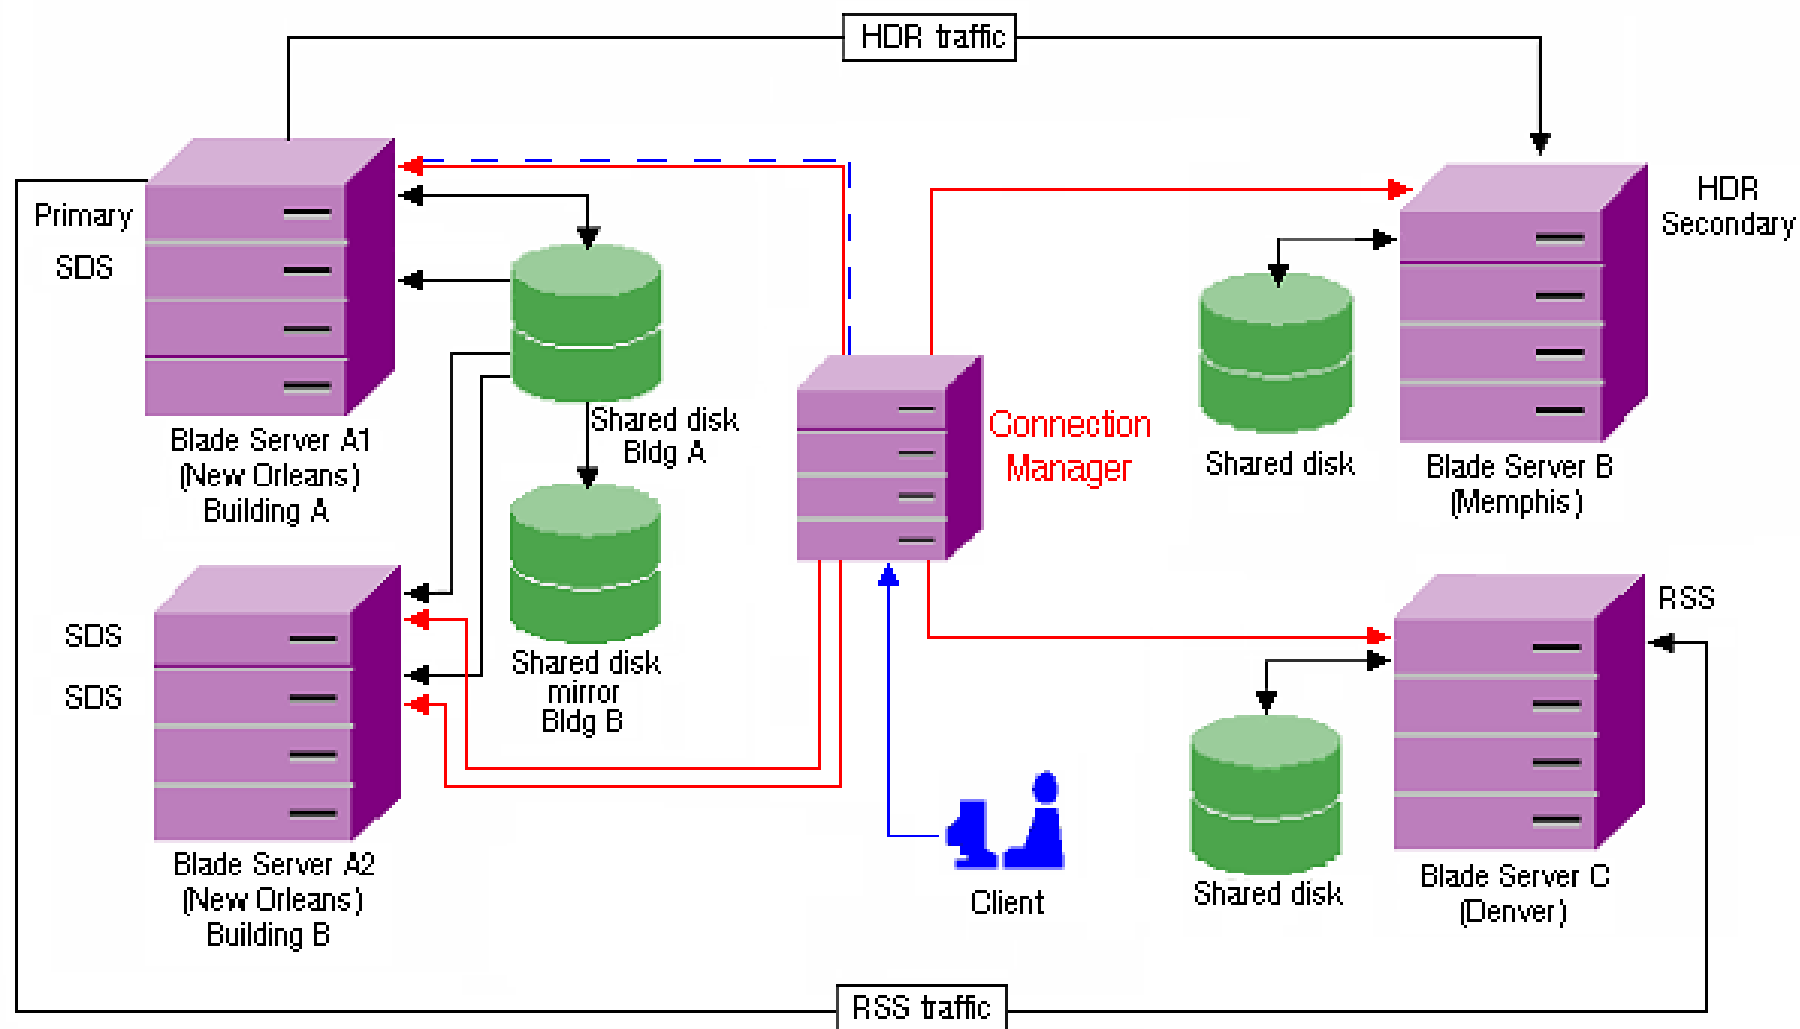 HDR traffic
Primary
SDS
HDR
Secondary
Shared disk
Bldg A
Connection
Manager
Blade Server A1
(New Orleans)
Building A
Shared disk
Blade Server B
(Memphis)
SDS
SDS
Shared disk
mirror
Bldg B
RSS
Blade Server A2
(New Orleans)
Building B
Client
Shared disk
Blade Server C
(Denver)
RSS traffic